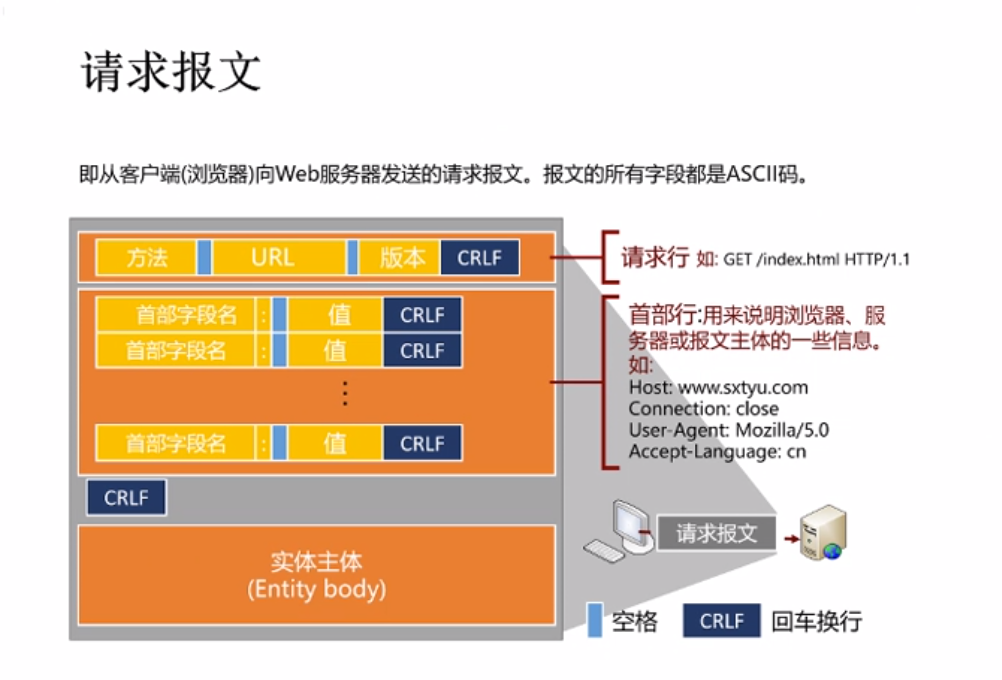 请求报文
即从客户端(浏览器)向Web服务器发送的请求报文。报文的所有字段都是ASCII码。
方法 URL 版本 CRLF
请求行 如: GET /index.html HTTP/1.1
首部字段名 : 值 CRLF
首部字段名 : 值 CRLF
⋮
首部字段名 : 值 CRLF
首部行:用来说明浏览器、服
务器或报文主体的一些信息。
如:
Host: www.sxtyu.com
Connection: close
User-Agent: Mozilla/5.0
Accept-Language: cn
CRLF
实体主体
(Entity body)
请求报文
空格 CRLF 回车换行